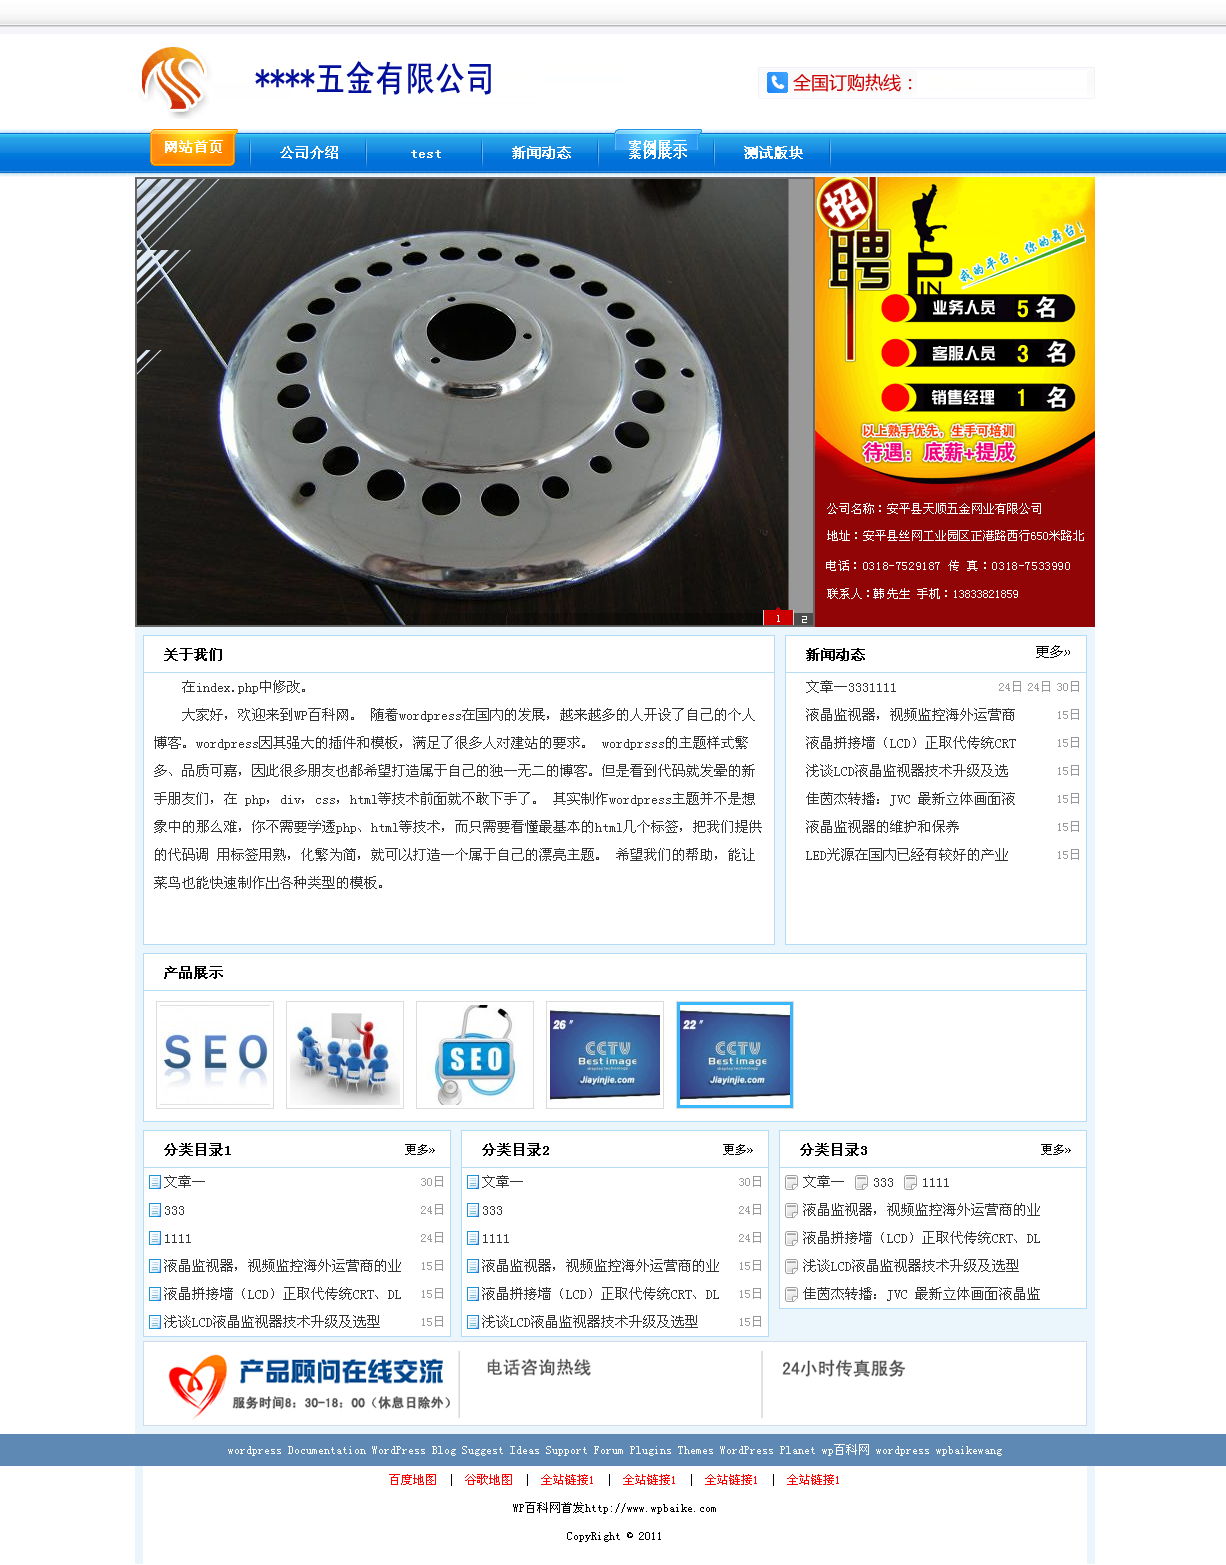 ****五金有限公司
全国订购热线：
网站首页
公司介绍
test
新闻动态
案例展示
测试版块
招聘
户
IN
我的平台，你的舞台！
业务人员 5 名
客服人员 3 名
销售经理 1 名
以上熟手优先，生手可培训
待遇：底薪+提成
公司名称：安平县天顺五金网业有限公司
地址：安平县丝网工业园区正港路西行650米路北
电话：0318-7529187 传 真：0318-7533990
联系人：韩先生 手机：13833821859
1 2
关于我们
在index.php中修改。
大家好，欢迎来到WP百科网。 随着wordpress在国内的发展，越来越多的人开设了自己的个人
博客。wordpress因其强大的插件和模板，满足了很多人对建站的要求。 wordprsss的主题样式繁
多、品质可嘉，因此很多朋友也都希望打造属于自己的独一无二的博客。但是看到代码就发晕的新
手朋友们，在 php，div，css，html等技术前面就不敢下手了。 其实制作wordpress主题并不是想
象中的那么难，你不需要学透php、html等技术，而只需要看懂最基本的html几个标签，把我们提供
的代码调 用标签用熟，化繁为简，就可以打造一个属于自己的漂亮主题。 希望我们的帮助，能让
菜鸟也能快速制作出各种类型的模板。
新闻动态 更多»
文章一3331111 24日 24日 30日
液晶监视器，视频监控海外运营商 15日
液晶拼接墙（LCD）正取代传统CRT 15日
浅谈LCD液晶监视器技术升级及选 15日
佳茵杰转播：JVC 最新立体画面液 15日
液晶监视器的维护和保养 15日
LED光源在国内已经有较好的产业 15日
产品展示
SEO
SEO
26″
CCTV
Best image
display technology
Jiayinjie.com
22″
CCTV
Best image
display technology
Jiayinjie.com
分类目录1 更多»
文章一 30日
333 24日
1111 24日
液晶监视器，视频监控海外运营商的业 15日
液晶拼接墙（LCD）正取代传统CRT、DL 15日
浅谈LCD液晶监视器技术升级及选型 15日
分类目录2 更多»
文章一 30日
333 24日
1111 24日
液晶监视器，视频监控海外运营商的业 15日
液晶拼接墙（LCD）正取代传统CRT、DL 15日
浅谈LCD液晶监视器技术升级及选型 15日
分类目录3 更多»
文章一 333 1111
液晶监视器，视频监控海外运营商的业
液晶拼接墙（LCD）正取代传统CRT、DL
浅谈LCD液晶监视器技术升级及选型
佳茵杰转播：JVC 最新立体画面液晶监
产品顾问在线交流
服务时间8：30-18：00（休息日除外）
电话咨询热线
24小时传真服务
wordpress Documentation WordPress Blog Suggest Ideas Support Forum Plugins Themes WordPress Planet wp百科网 wordpress wpbaikewang
百度地图 | 谷歌地图 | 全站链接1 | 全站链接1 | 全站链接1 | 全站链接1
WP百科网首发http://www.wpbaike.com
CopyRight © 2011